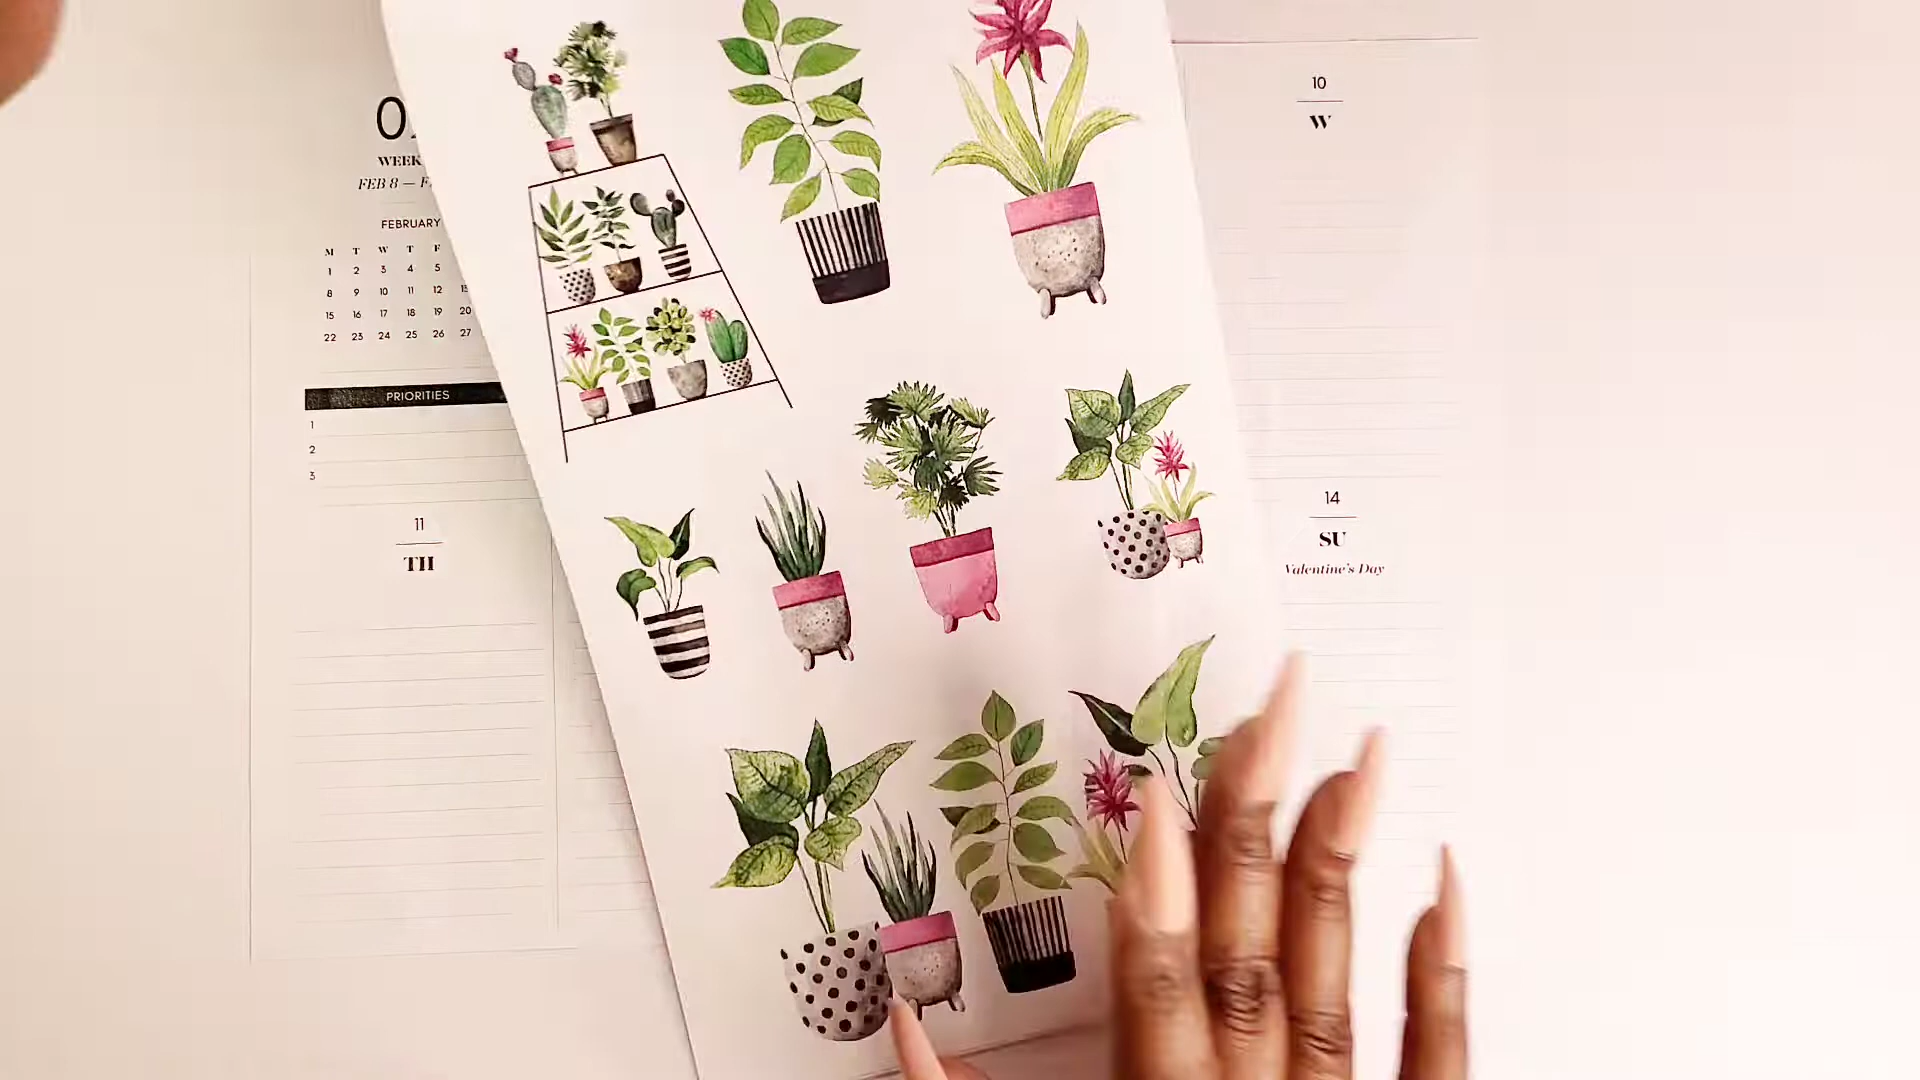 WEEK
FEB 8 —
FEBRUARY
M T W T F
1 2 3 4 5
8 9 10 11 12
15 16 17 18 19 20
22 23 24 25 26 27
PRIORITIES
1
2
3
11
TH
10
W
14
SU
Valentine's Day